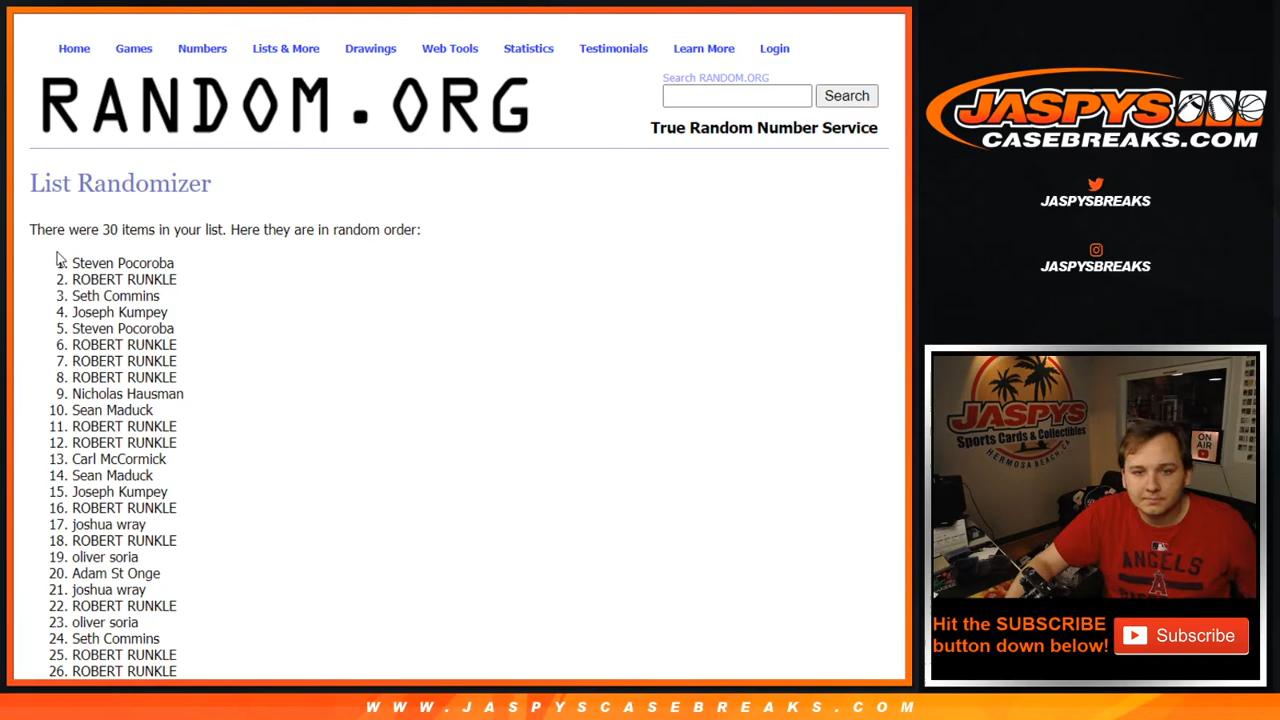 Home Games Numbers Lists & More Drawings Web Tools Statistics Testimonials Learn More Login
RANDOM.ORG
Search RANDOM.ORG
Search
True Random Number Service
List Randomizer
There were 30 items in your list. Here they are in random order:
1. Steven Pocoroba
2. ROBERT RUNKLE
3. Seth Commins
4. Joseph Kumpey
5. Steven Pocoroba
6. ROBERT RUNKLE
7. ROBERT RUNKLE
8. ROBERT RUNKLE
9. Nicholas Hausman
10. Sean Maduck
11. ROBERT RUNKLE
12. ROBERT RUNKLE
13. Carl McCormick
14. Sean Maduck
15. Joseph Kumpey
16. ROBERT RUNKLE
17. joshua wray
18. ROBERT RUNKLE
19. oliver soria
20. Adam St Onge
21. joshua wray
22. ROBERT RUNKLE
23. oliver soria
24. Seth Commins
25. ROBERT RUNKLE
26. ROBERT RUNKLE
JASPYS
CASEBREAKS.COM
JASPYSBREAKS
JASPYSBREAKS
JASPYS
Sports Cards & Collectibles
HERMOSA BEACH, CA
ON
AIR
ANGELS
Hit the SUBSCRIBE
button down below!
Subscribe
WWW.JASPYSCASEBREAKS.COM